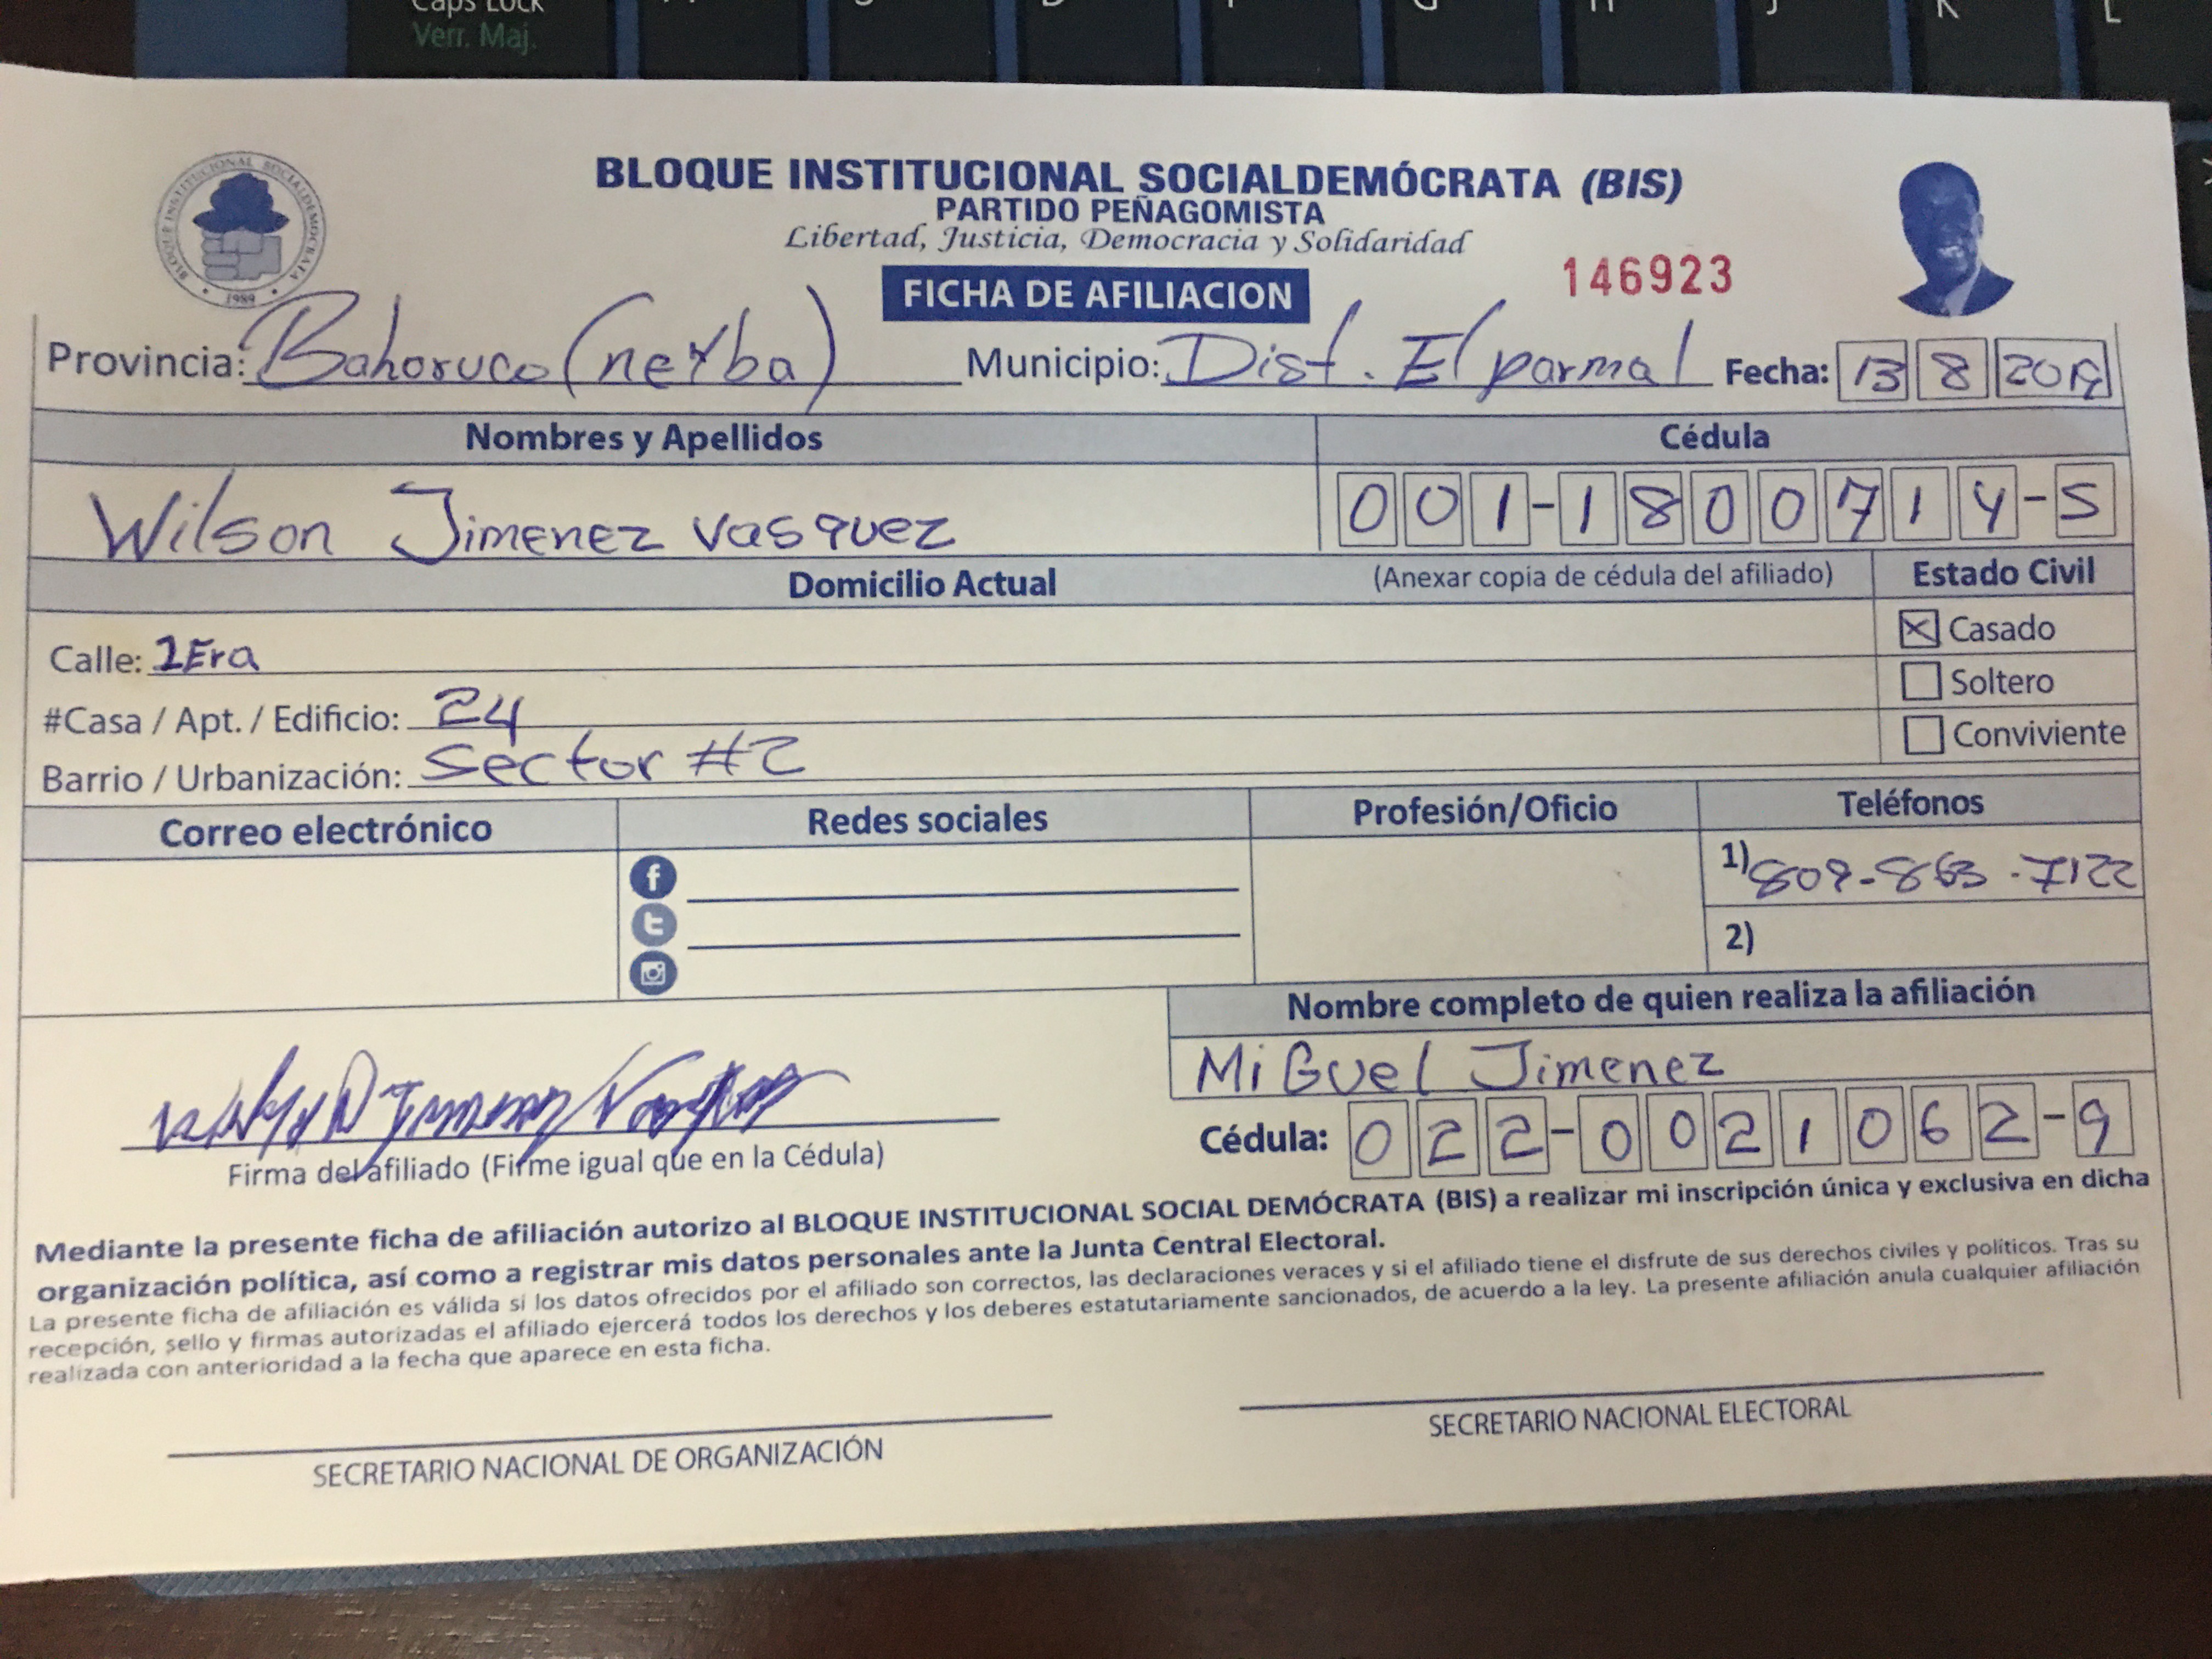 Caps Lock
Verr. Maj.
G H J K L
BLOQUE INSTITUCIONAL SOCIALDEMOCRATA
1989
BLOQUE INSTITUCIONAL SOCIALDEMÓCRATA (BIS)
PARTIDO PEÑAGOMISTA
Libertad, Justicia, Democracia y Solidaridad
FICHA DE AFILIACION
146923
Provincia: Bahoruco (neyba) Municipio: Dist. El parmal Fecha: 13 8 2019
Nombres y Apellidos Cédula
Wilson Jimenez vasquez 001-1800714-5
Domicilio Actual (Anexar copia de cédula del afiliado) Estado Civil
Calle: 1Era Casado
#Casa / Apt. / Edificio: 24 Soltero
Barrio / Urbanización: Sector #2 Conviviente
Correo electrónico Redes sociales Profesión/Oficio Teléfonos
1) 809-863-7122
2)
Nombre completo de quien realiza la afiliación
MiGuel Jimenez
Cédula: 022-0021062-9
Firma del afiliado (Firme igual que en la Cédula)
Mediante la presente ficha de afiliación autorizo al BLOQUE INSTITUCIONAL SOCIAL DEMÓCRATA (BIS) a realizar mi inscripción única y exclusiva en dicha
organización política, así como a registrar mis datos personales ante la Junta Central Electoral.
La presente ficha de afiliación es válida si los datos ofrecidos por el afiliado son correctos, las declaraciones veraces y si el afiliado tiene el disfrute de sus derechos civiles y políticos. Tras su
recepción, sello y firmas autorizadas el afiliado ejercerá todos los derechos y los deberes estatutariamente sancionados, de acuerdo a la ley. La presente afiliación anula cualquier afiliación
realizada con anterioridad a la fecha que aparece en esta ficha.
SECRETARIO NACIONAL DE ORGANIZACIÓN
SECRETARIO NACIONAL ELECTORAL